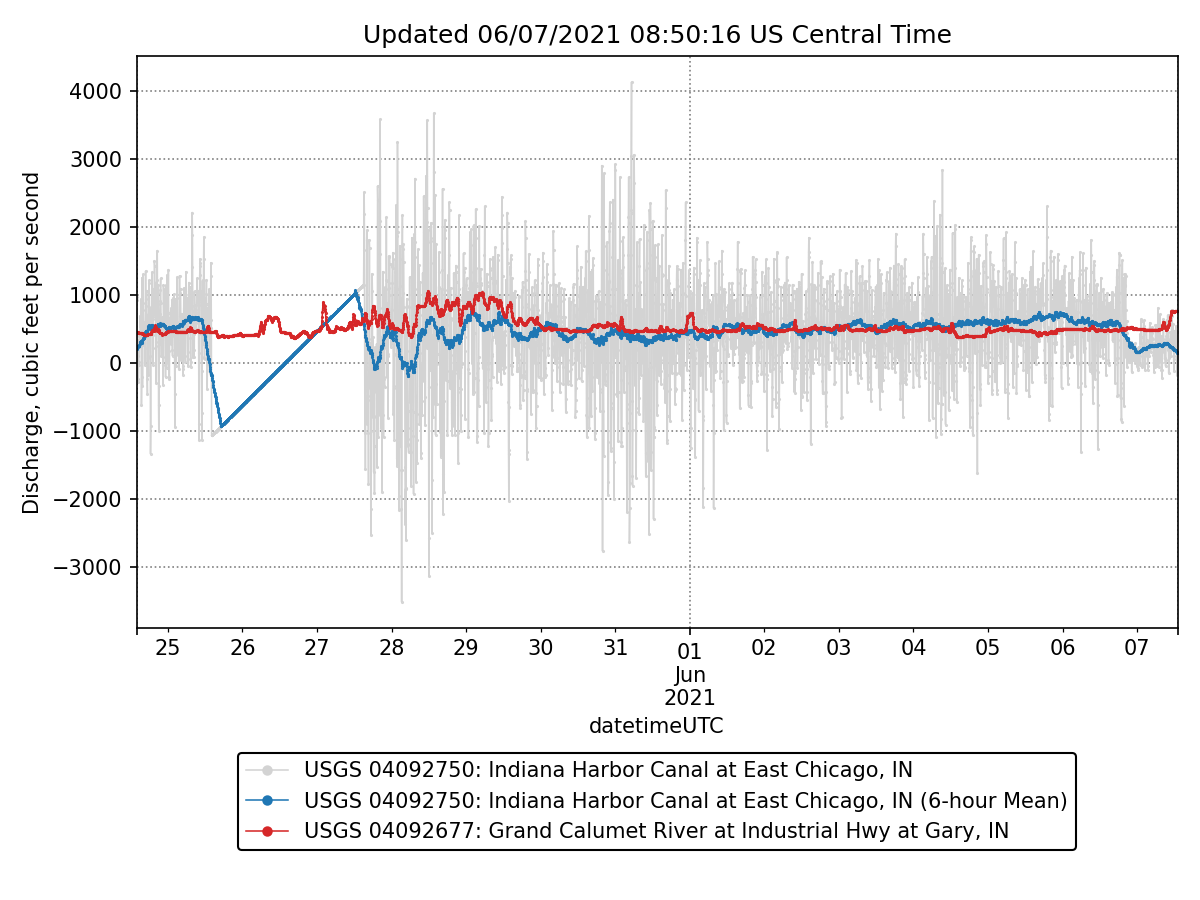 Updated 06/07/2021 08:50:16 US Central Time
Discharge, cubic feet per second
4000
3000
2000
1000
0
−1000
−2000
−3000
25 26 27 28 29 30 31 01 02 03 04 05 06 07
Jun
2021
datetimeUTC
USGS 04092750: Indiana Harbor Canal at East Chicago, IN
USGS 04092750: Indiana Harbor Canal at East Chicago, IN (6-hour Mean)
USGS 04092677: Grand Calumet River at Industrial Hwy at Gary, IN